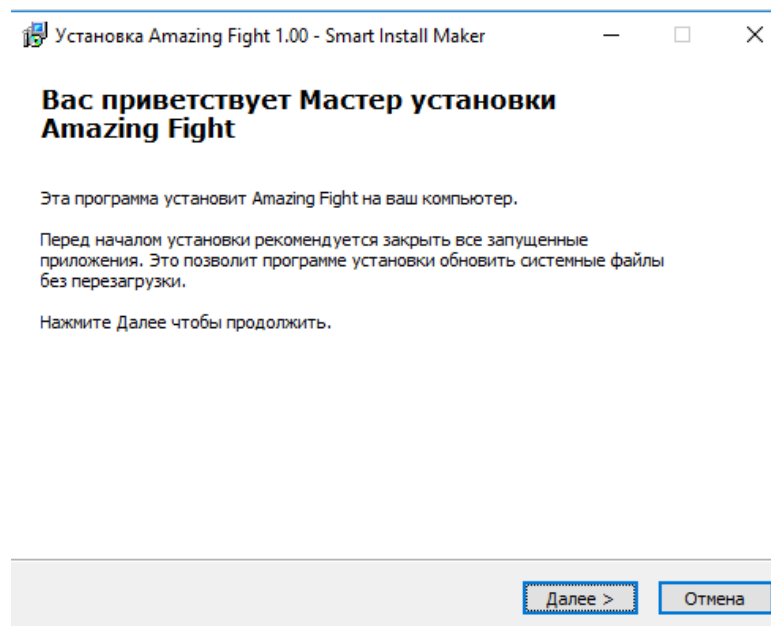 Установка Amazing Fight 1.00 - Smart Install Maker
Вас приветствует Мастер установки
Amazing Fight
Эта программа установит Amazing Fight на ваш компьютер.
Перед началом установки рекомендуется закрыть все запущенные
приложения. Это позволит программе установки обновить системные файлы
без перезагрузки.
Нажмите Далее чтобы продолжить.
Далее >
Отмена